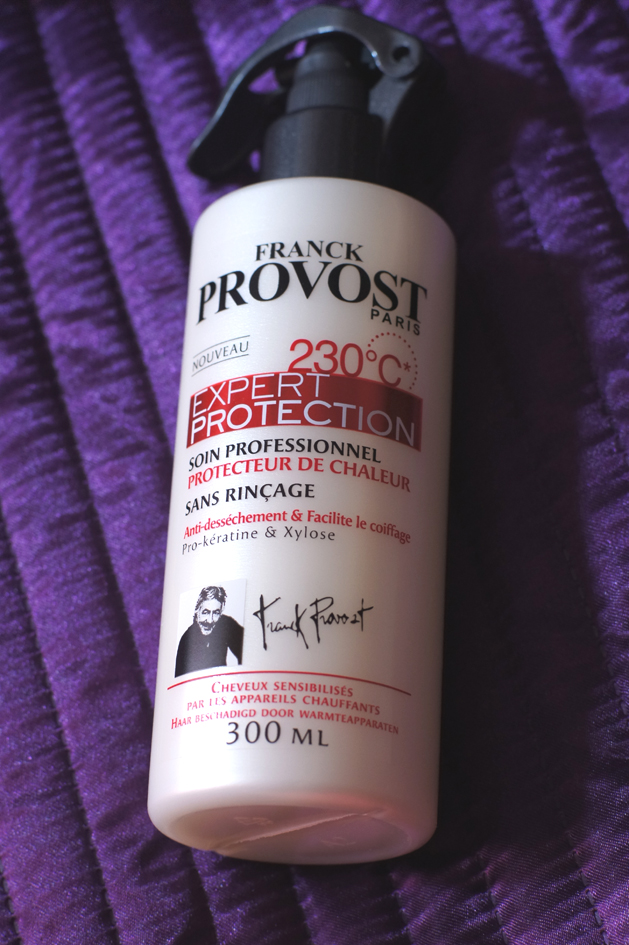 FRANCK
PROVOST
PARIS
NOUVEAU
230°C*
EXPERT
PROTECTION
SOIN PROFESSIONNEL
PROTECTEUR DE CHALEUR
SANS RINÇAGE
Anti-desséchement & Facilite le coiffage
Pro-kératine & Xylose
Franck Provost
CHEVEUX SENSIBILISÉS
PAR LES APPAREILS CHAUFFANTS
HAAR BESCHADIGD DOOR WARMTEAPPARATEN
300 ML